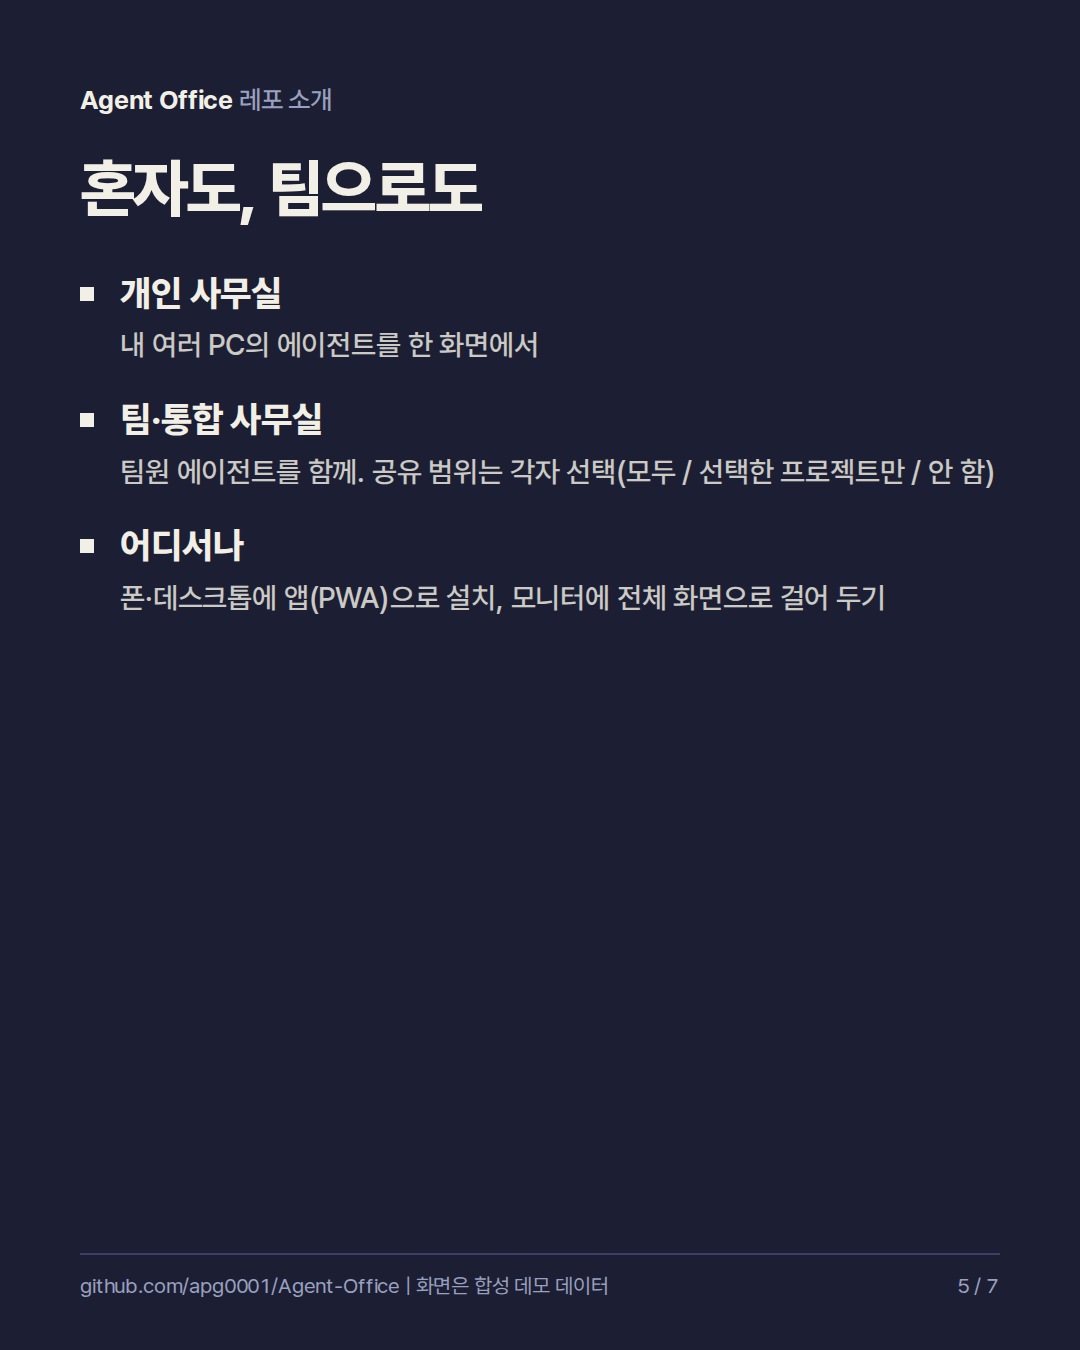 Agent Office 레포 소개
혼자도, 팀으로도
개인 사무실
내 여러 PC의 에이전트를 한 화면에서
팀·통합 사무실
팀원 에이전트를 함께. 공유 범위는 각자 선택(모두 / 선택한 프로젝트만 / 안 함)
어디서나
폰·데스크톱에 앱(PWA)으로 설치, 모니터에 전체 화면으로 걸어 두기
github.com/apg0001/Agent-Office | 화면은 합성 데모 데이터
5 / 7